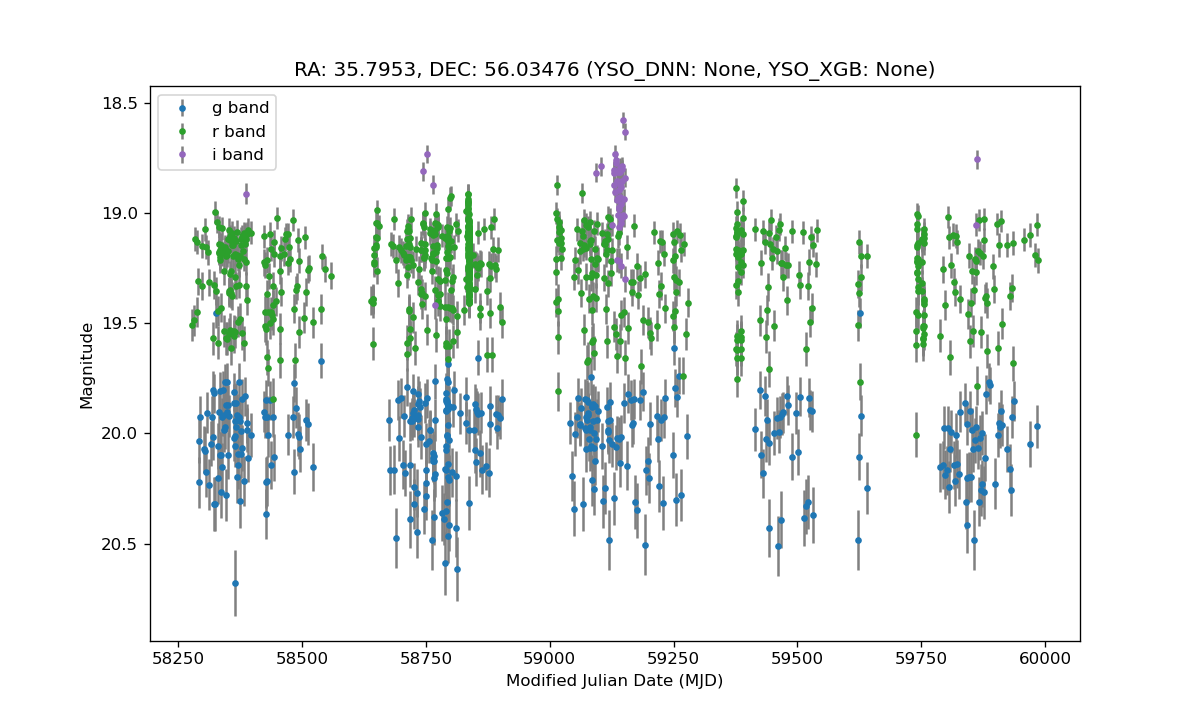 RA: 35.7953, DEC: 56.03476 (YSO_DNN: None, YSO_XGB: None)
g band
r band
i band
18.5
19.0
19.5
20.0
20.5
Magnitude
58250 58500 58750 59000 59250 59500 59750 60000
Modified Julian Date (MJD)